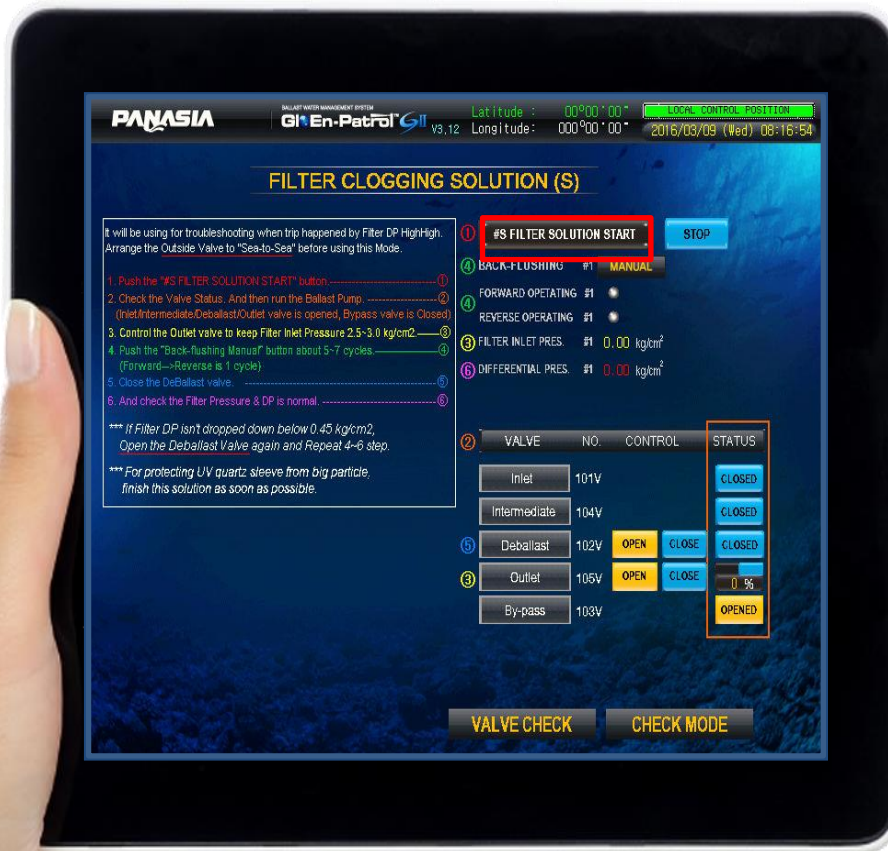 PANASIA
BALLAST WATER MANAGEMENT SYSTEM
GloEn-Patrol™ GII V3,12
Latitude : 00°00'00"
Longitude: 000°00'00"
LOCAL CONTROL POSITION
2016/03/09 (Wed) 08:16:54
FILTER CLOGGING SOLUTION (S)
It will be using for troubleshooting when trip happened by Filter DP HighHigh.
Arrange the Outside Valve to "Sea-to-Sea" before using this Mode.
1. Push the "#S FILTER SOLUTION START" button.-----①
2. Check the Valve Status. And then run the Ballast Pump. -----②
(Inlet/Intermediate/Deballast/Outlet valve is opened, Bypass valve is Closed)
3. Control the Outlet valve to keep Filter Inlet Pressure 2.5~3.0 kg/cm2.-----③
4. Push the "Back-flushing Manual" button about 5~7 cycles.-----④
(Forward-->Reverse is 1 cycle)
5. Close the DeBallast valve. -----⑤
6. And check the Filter Pressure & DP is normal. -----⑥
*** If Filter DP isn't dropped down below 0.45 kg/cm2,
Open the Deballast Valve again and Repeat 4~6 step.
*** For protecting UV quartz sleeve from big particle,
finish this solution as soon as possible.
① #S FILTER SOLUTION START STOP
④ BACK-FLUSHING #1 MANUAL
④ FORWARD OPETATING #1
REVERSE OPERATING #1
③ FILTER INLET PRES. #1 0.00 kg/cm²
⑥ DIFFERENTIAL PRES. #1 0.00 kg/cm²
② VALVE NO. CONTROL STATUS
Inlet 101V CLOSED
Intermediate 104V CLOSED
⑤ Deballast 102V OPEN CLOSE CLOSED
③ Outlet 105V OPEN CLOSE 0 %
By-pass 103V OPENED
VALVE CHECK CHECK MODE